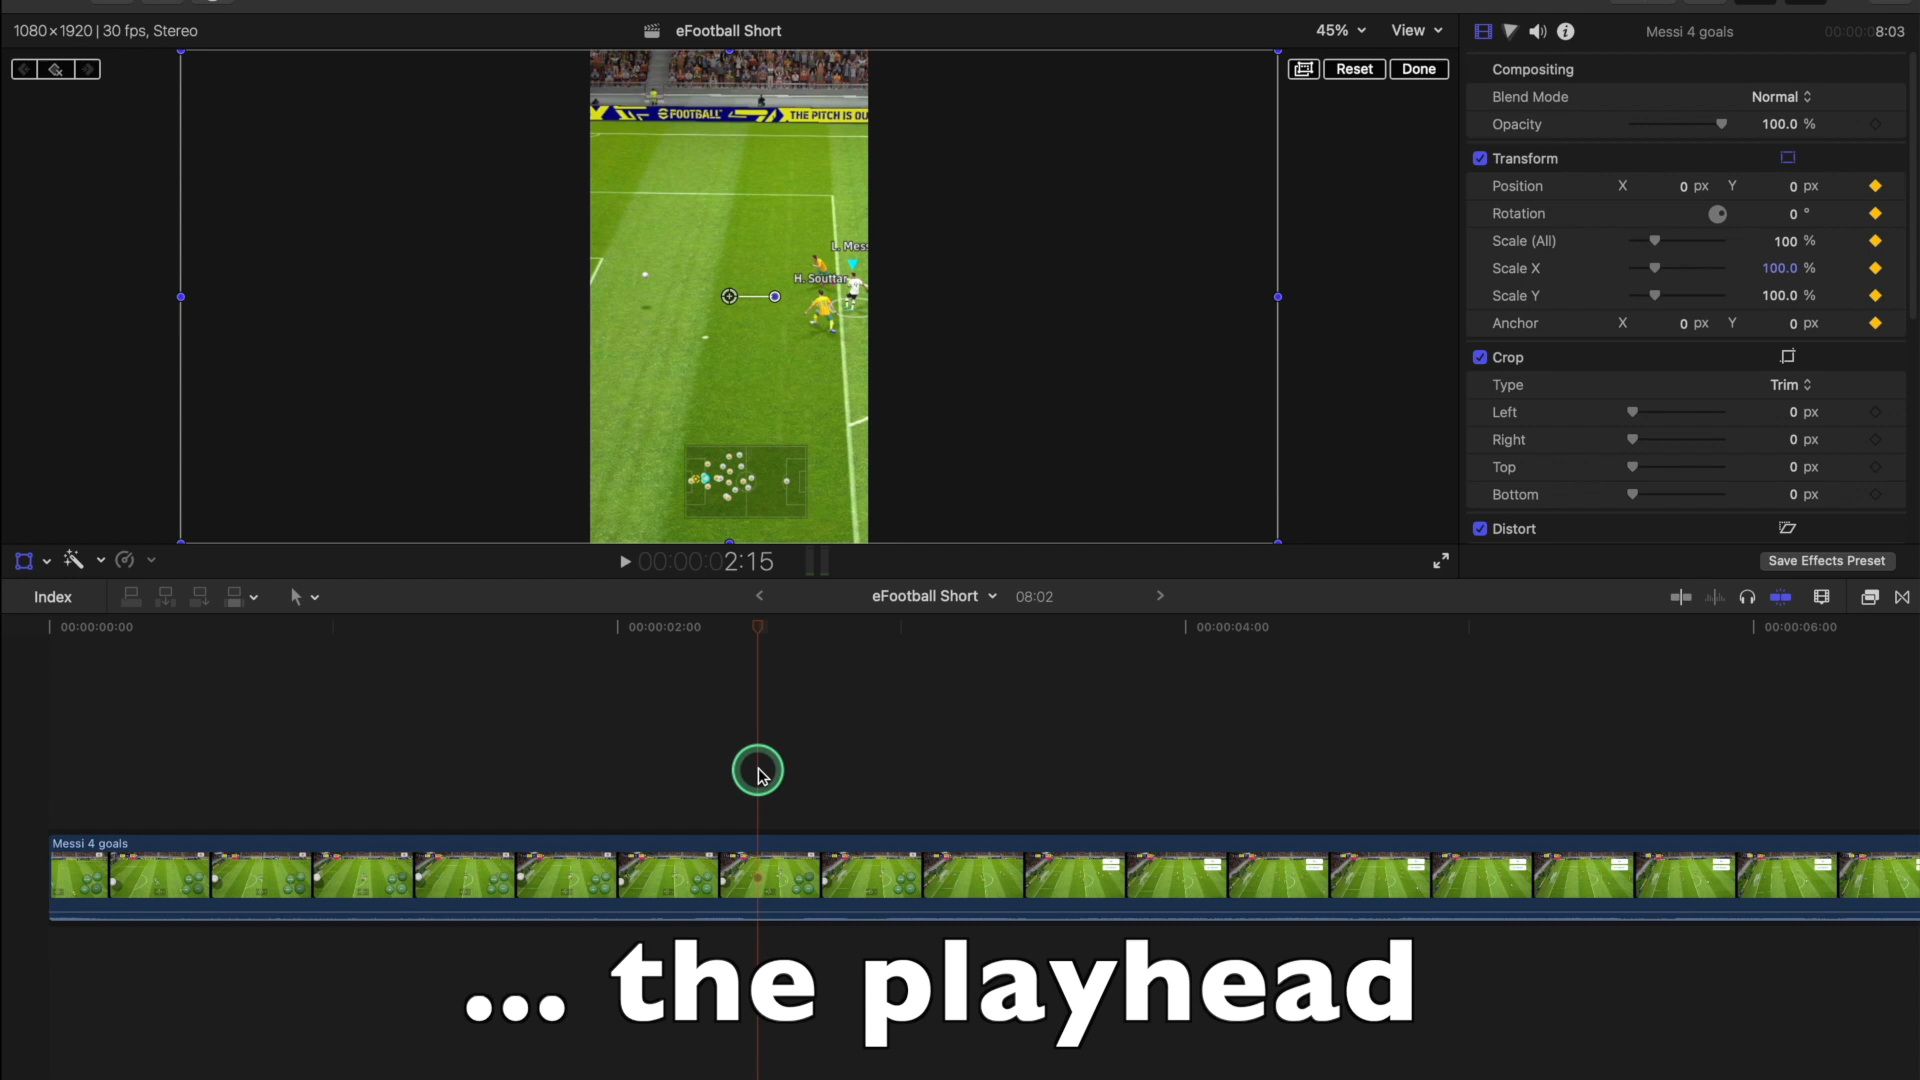 1080×1920 | 30 fps, Stereo
eFootball Short
45%
View
Messi 4 goals
00:00:08:03
Reset
Done
Compositing
Blend Mode
Normal
Opacity
100.0 %
Transform
Position X 0 px Y 0 px
Rotation 0 °
Scale (All) 100 %
Scale X 100.0 %
Scale Y 100.0 %
Anchor X 0 px Y 0 px
Crop
Type Trim
Left 0 px
Right 0 px
Top 0 px
Bottom 0 px
Distort
Save Effects Preset
EFOOTBALL
THE PITCH IS OU
L. Mess
H. Souttar
00:00:02:15
Index
eFootball Short 08:02
00:00:00:00
00:00:02:00
00:00:04:00
00:00:06:00
Messi 4 goals
... the playhead